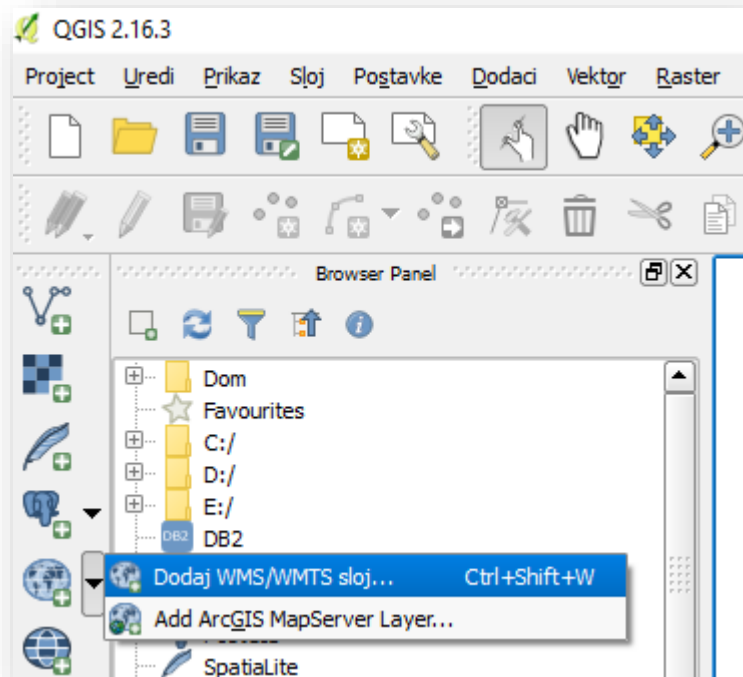 QGIS 2.16.3
Project Uredi Prikaz Sloj Postavke Dodaci Vektor Raster
Browser Panel
Dom
Favourites
C:/
D:/
E:/
DB2 DB2
Dodaj WMS/WMTS sloj... Ctrl+Shift+W
Add ArcGIS MapServer Layer...
SpatiaLite